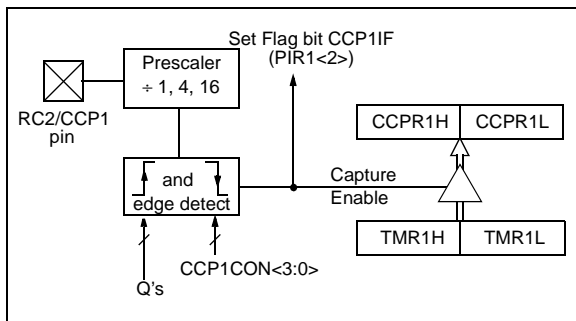 Set Flag bit CCP1IF
(PIR1<2>)
Prescaler
÷ 1, 4, 16
RC2/CCP1
pin
CCPR1H
CCPR1L
and
edge detect
Capture
Enable
TMR1H
TMR1L
CCP1CON<3:0>
Q's